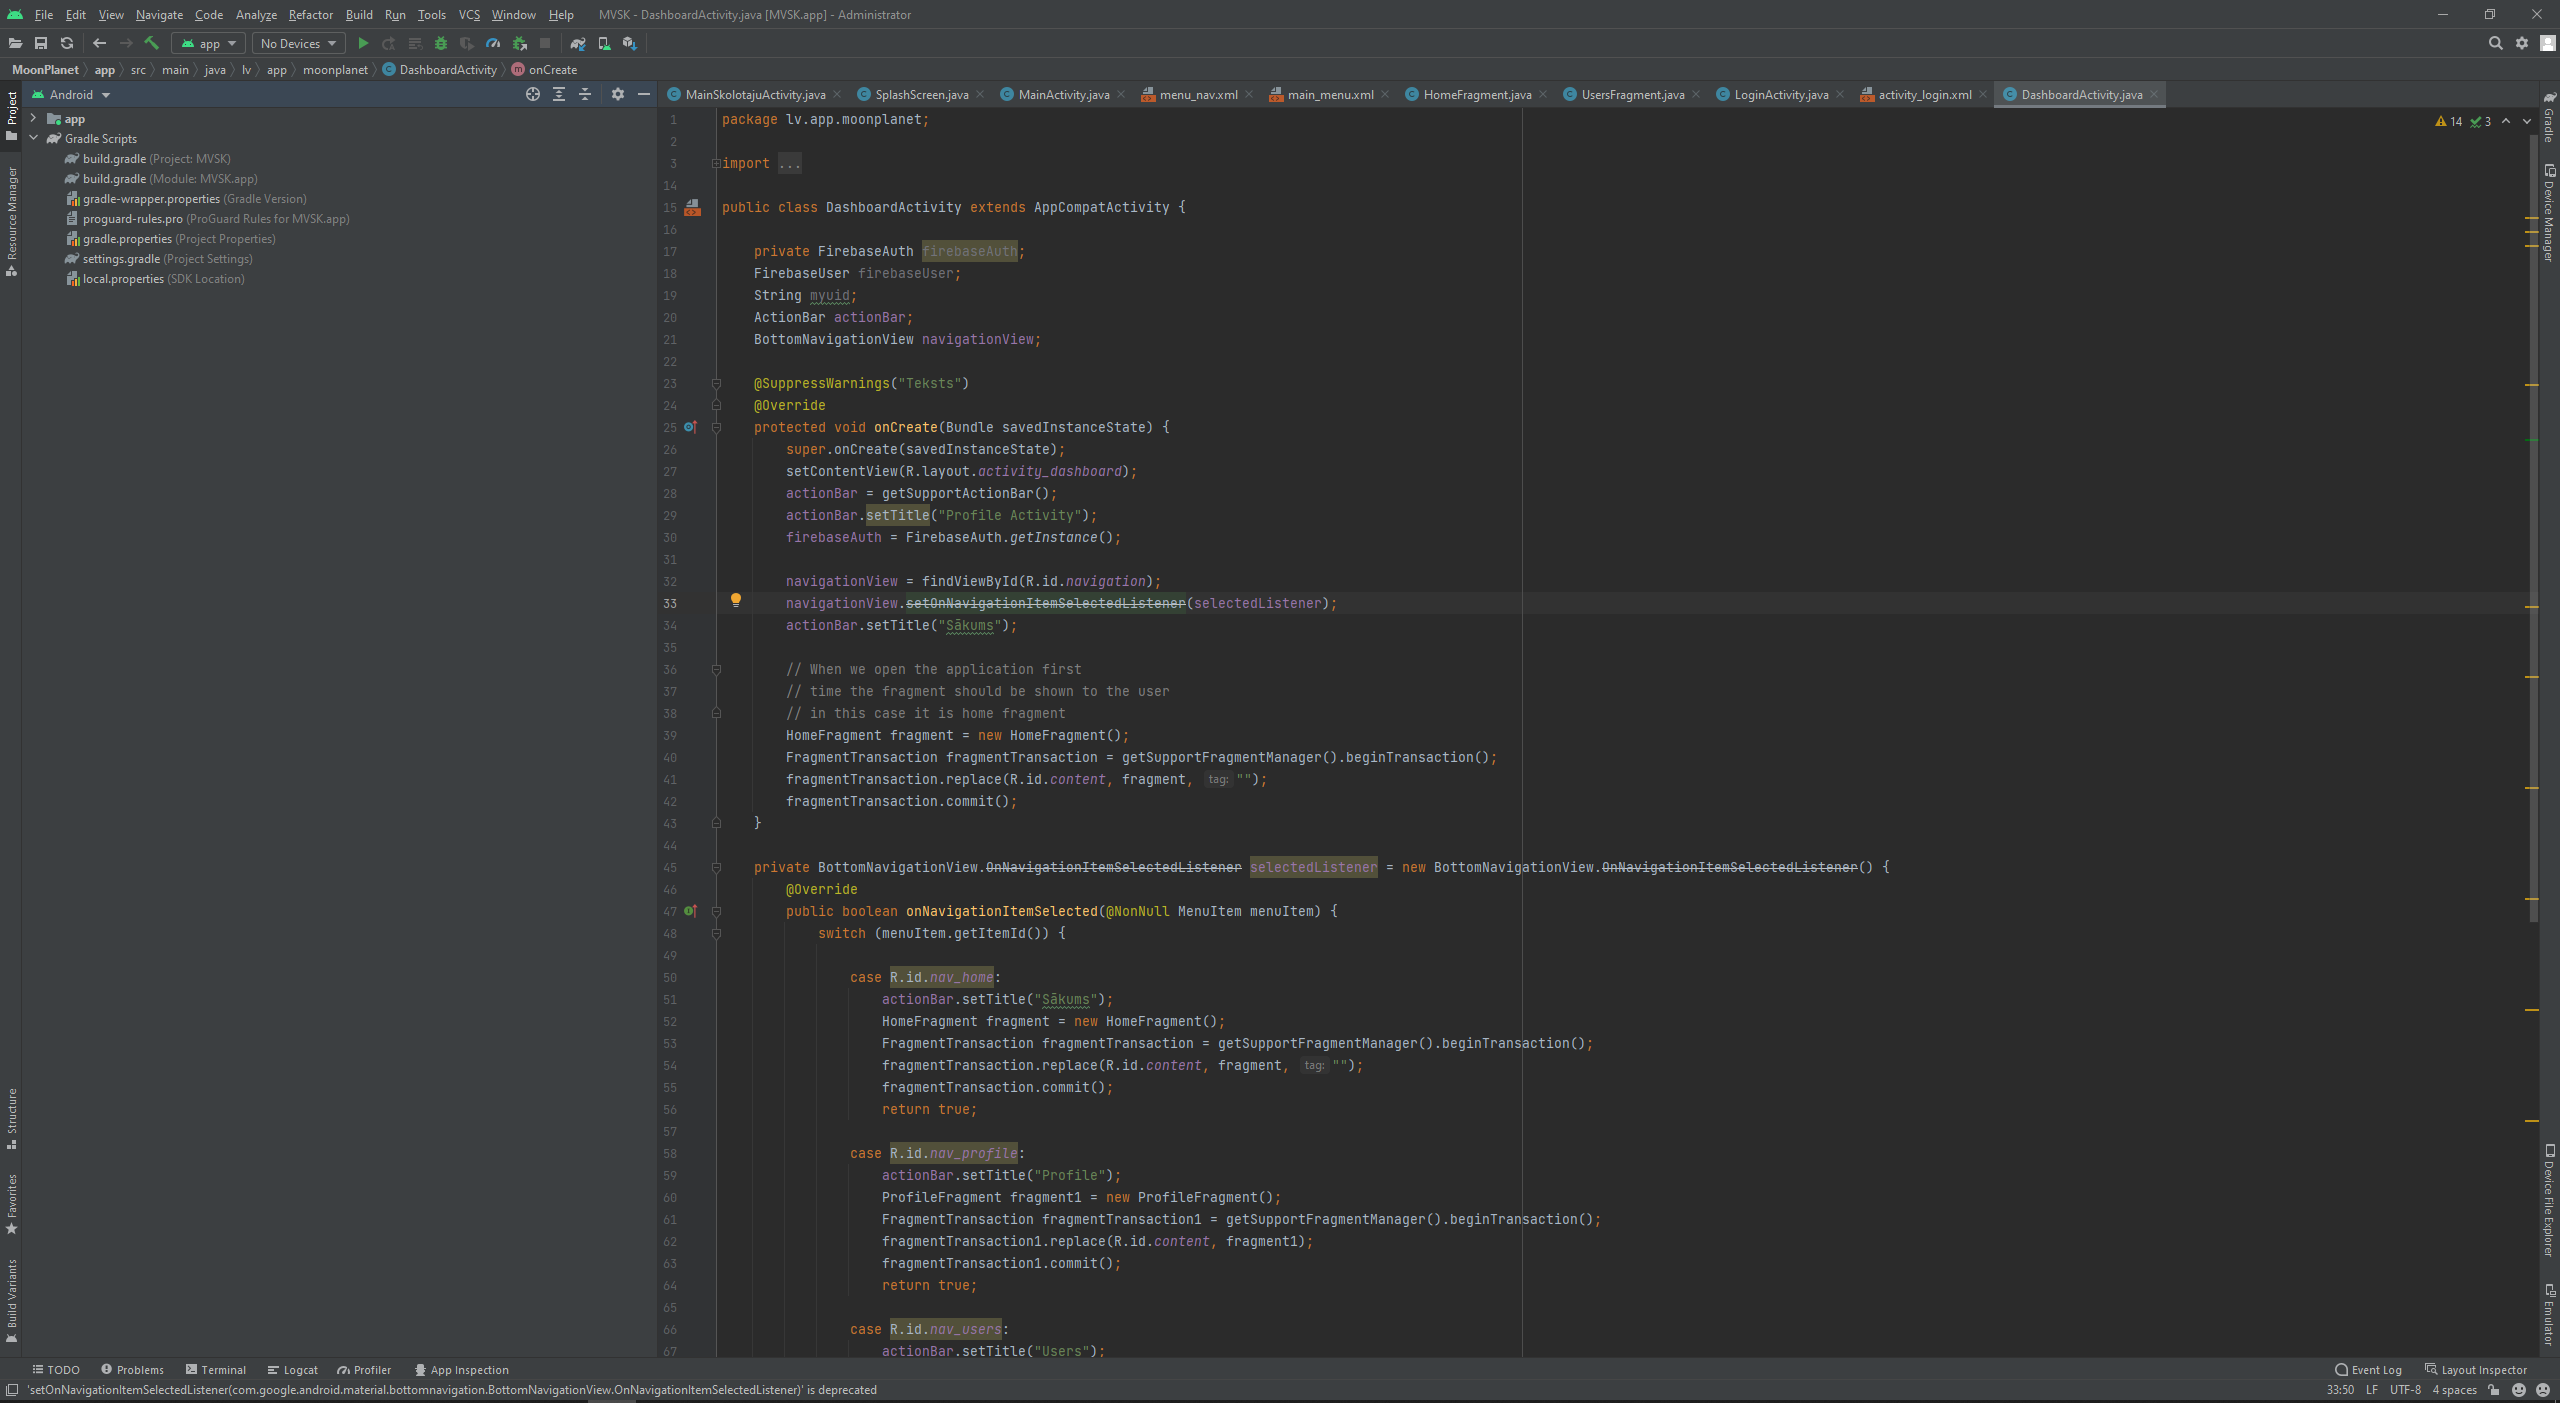 File Edit View Navigate Code Analyze Refactor Build Run Tools VCS Window Help MVSK - DashboardActivity.java [MVSK.app] - Administrator
app No Devices
MoonPlanet app src main java lv app moonplanet DashboardActivity onCreate
Project
Resource Manager
Structure
Favorites
Build Variants
Android
app
Gradle Scripts
build.gradle (Project: MVSK)
build.gradle (Module: MVSK.app)
gradle-wrapper.properties (Gradle Version)
proguard-rules.pro (ProGuard Rules for MVSK.app)
gradle.properties (Project Properties)
settings.gradle (Project Settings)
local.properties (SDK Location)
MainSkolotajuActivity.java SplashScreen.java MainActivity.java menu_nav.xml main_menu.xml HomeFragment.java UsersFragment.java LoginActivity.java activity_login.xml DashboardActivity.java
14 3
1 package lv.app.moonplanet;
2
3 import ...
14
15 public class DashboardActivity extends AppCompatActivity {
16
17 private FirebaseAuth firebaseAuth;
18 FirebaseUser firebaseUser;
19 String myuid;
20 ActionBar actionBar;
21 BottomNavigationView navigationView;
22
23 @SuppressWarnings("Teksts")
24 @Override
25 protected void onCreate(Bundle savedInstanceState) {
26 super.onCreate(savedInstanceState);
27 setContentView(R.layout.activity_dashboard);
28 actionBar = getSupportActionBar();
29 actionBar.setTitle("Profile Activity");
30 firebaseAuth = FirebaseAuth.getInstance();
31
32 navigationView = findViewById(R.id.navigation);
33 navigationView.setOnNavigationItemSelectedListener(selectedListener);
34 actionBar.setTitle("Sākums");
35
36 // When we open the application first
37 // time the fragment should be shown to the user
38 // in this case it is home fragment
39 HomeFragment fragment = new HomeFragment();
40 FragmentTransaction fragmentTransaction = getSupportFragmentManager().beginTransaction();
41 fragmentTransaction.replace(R.id.content, fragment, tag: "");
42 fragmentTransaction.commit();
43 }
44
45 private BottomNavigationView.OnNavigationItemSelectedListener selectedListener = new BottomNavigationView.OnNavigationItemSelectedListener() {
46 @Override
47 public boolean onNavigationItemSelected(@NonNull MenuItem menuItem) {
48 switch (menuItem.getItemId()) {
49
50 case R.id.nav_home:
51 actionBar.setTitle("Sākums");
52 HomeFragment fragment = new HomeFragment();
53 FragmentTransaction fragmentTransaction = getSupportFragmentManager().beginTransaction();
54 fragmentTransaction.replace(R.id.content, fragment, tag: "");
55 fragmentTransaction.commit();
56 return true;
57
58 case R.id.nav_profile:
59 actionBar.setTitle("Profile");
60 ProfileFragment fragment1 = new ProfileFragment();
61 FragmentTransaction fragmentTransaction1 = getSupportFragmentManager().beginTransaction();
62 fragmentTransaction1.replace(R.id.content, fragment1);
63 fragmentTransaction1.commit();
64 return true;
65
66 case R.id.nav_users:
67 actionBar.setTitle("Users");
Gradle
Device Manager
Device File Explorer
Emulator
TODO Problems Terminal Logcat Profiler App Inspection Event Log Layout Inspector
'setOnNavigationItemSelectedListener(com.google.android.material.bottomnavigation.BottomNavigationView.OnNavigationItemSelectedListener)' is deprecated 33:50 LF UTF-8 4 spaces